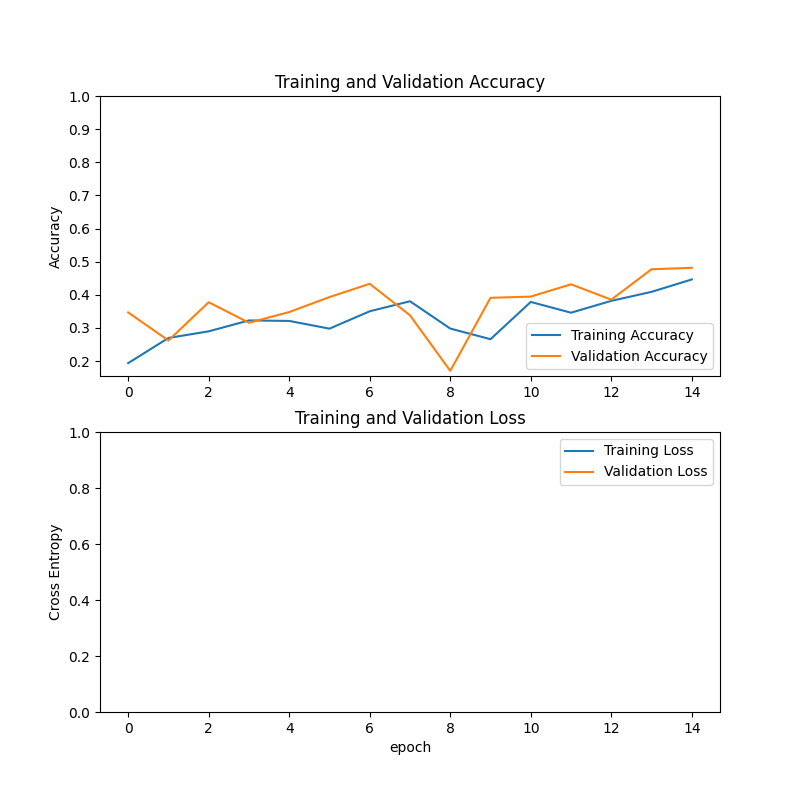 Training and Validation Accuracy
1.0
0.9
0.8
0.7
0.6
0.5
0.4
0.3
0.2
Accuracy
Training Accuracy
Validation Accuracy
0 2 4 6 8 10 12 14
Training and Validation Loss
1.0
0.8
0.6
0.4
0.2
0.0
Cross Entropy
Training Loss
Validation Loss
0 2 4 6 8 10 12 14
epoch